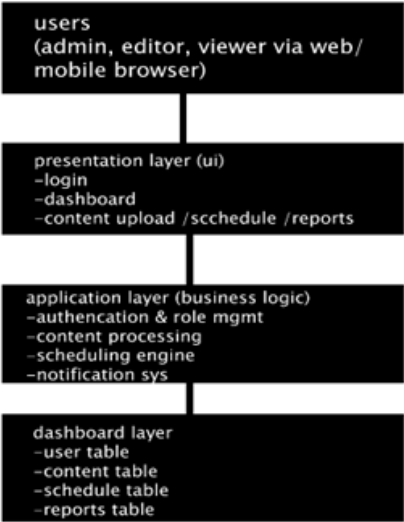 users
(admin, editor, viewer via web/
mobile browser)
presentation layer (ui)
-login
-dashboard
-content upload /scchedule /reports
application layer (business logic)
-authencation & role mgmt
-content processing
-scheduling engine
-notification sys
dashboard layer
-user table
-content table
-schedule table
-reports table